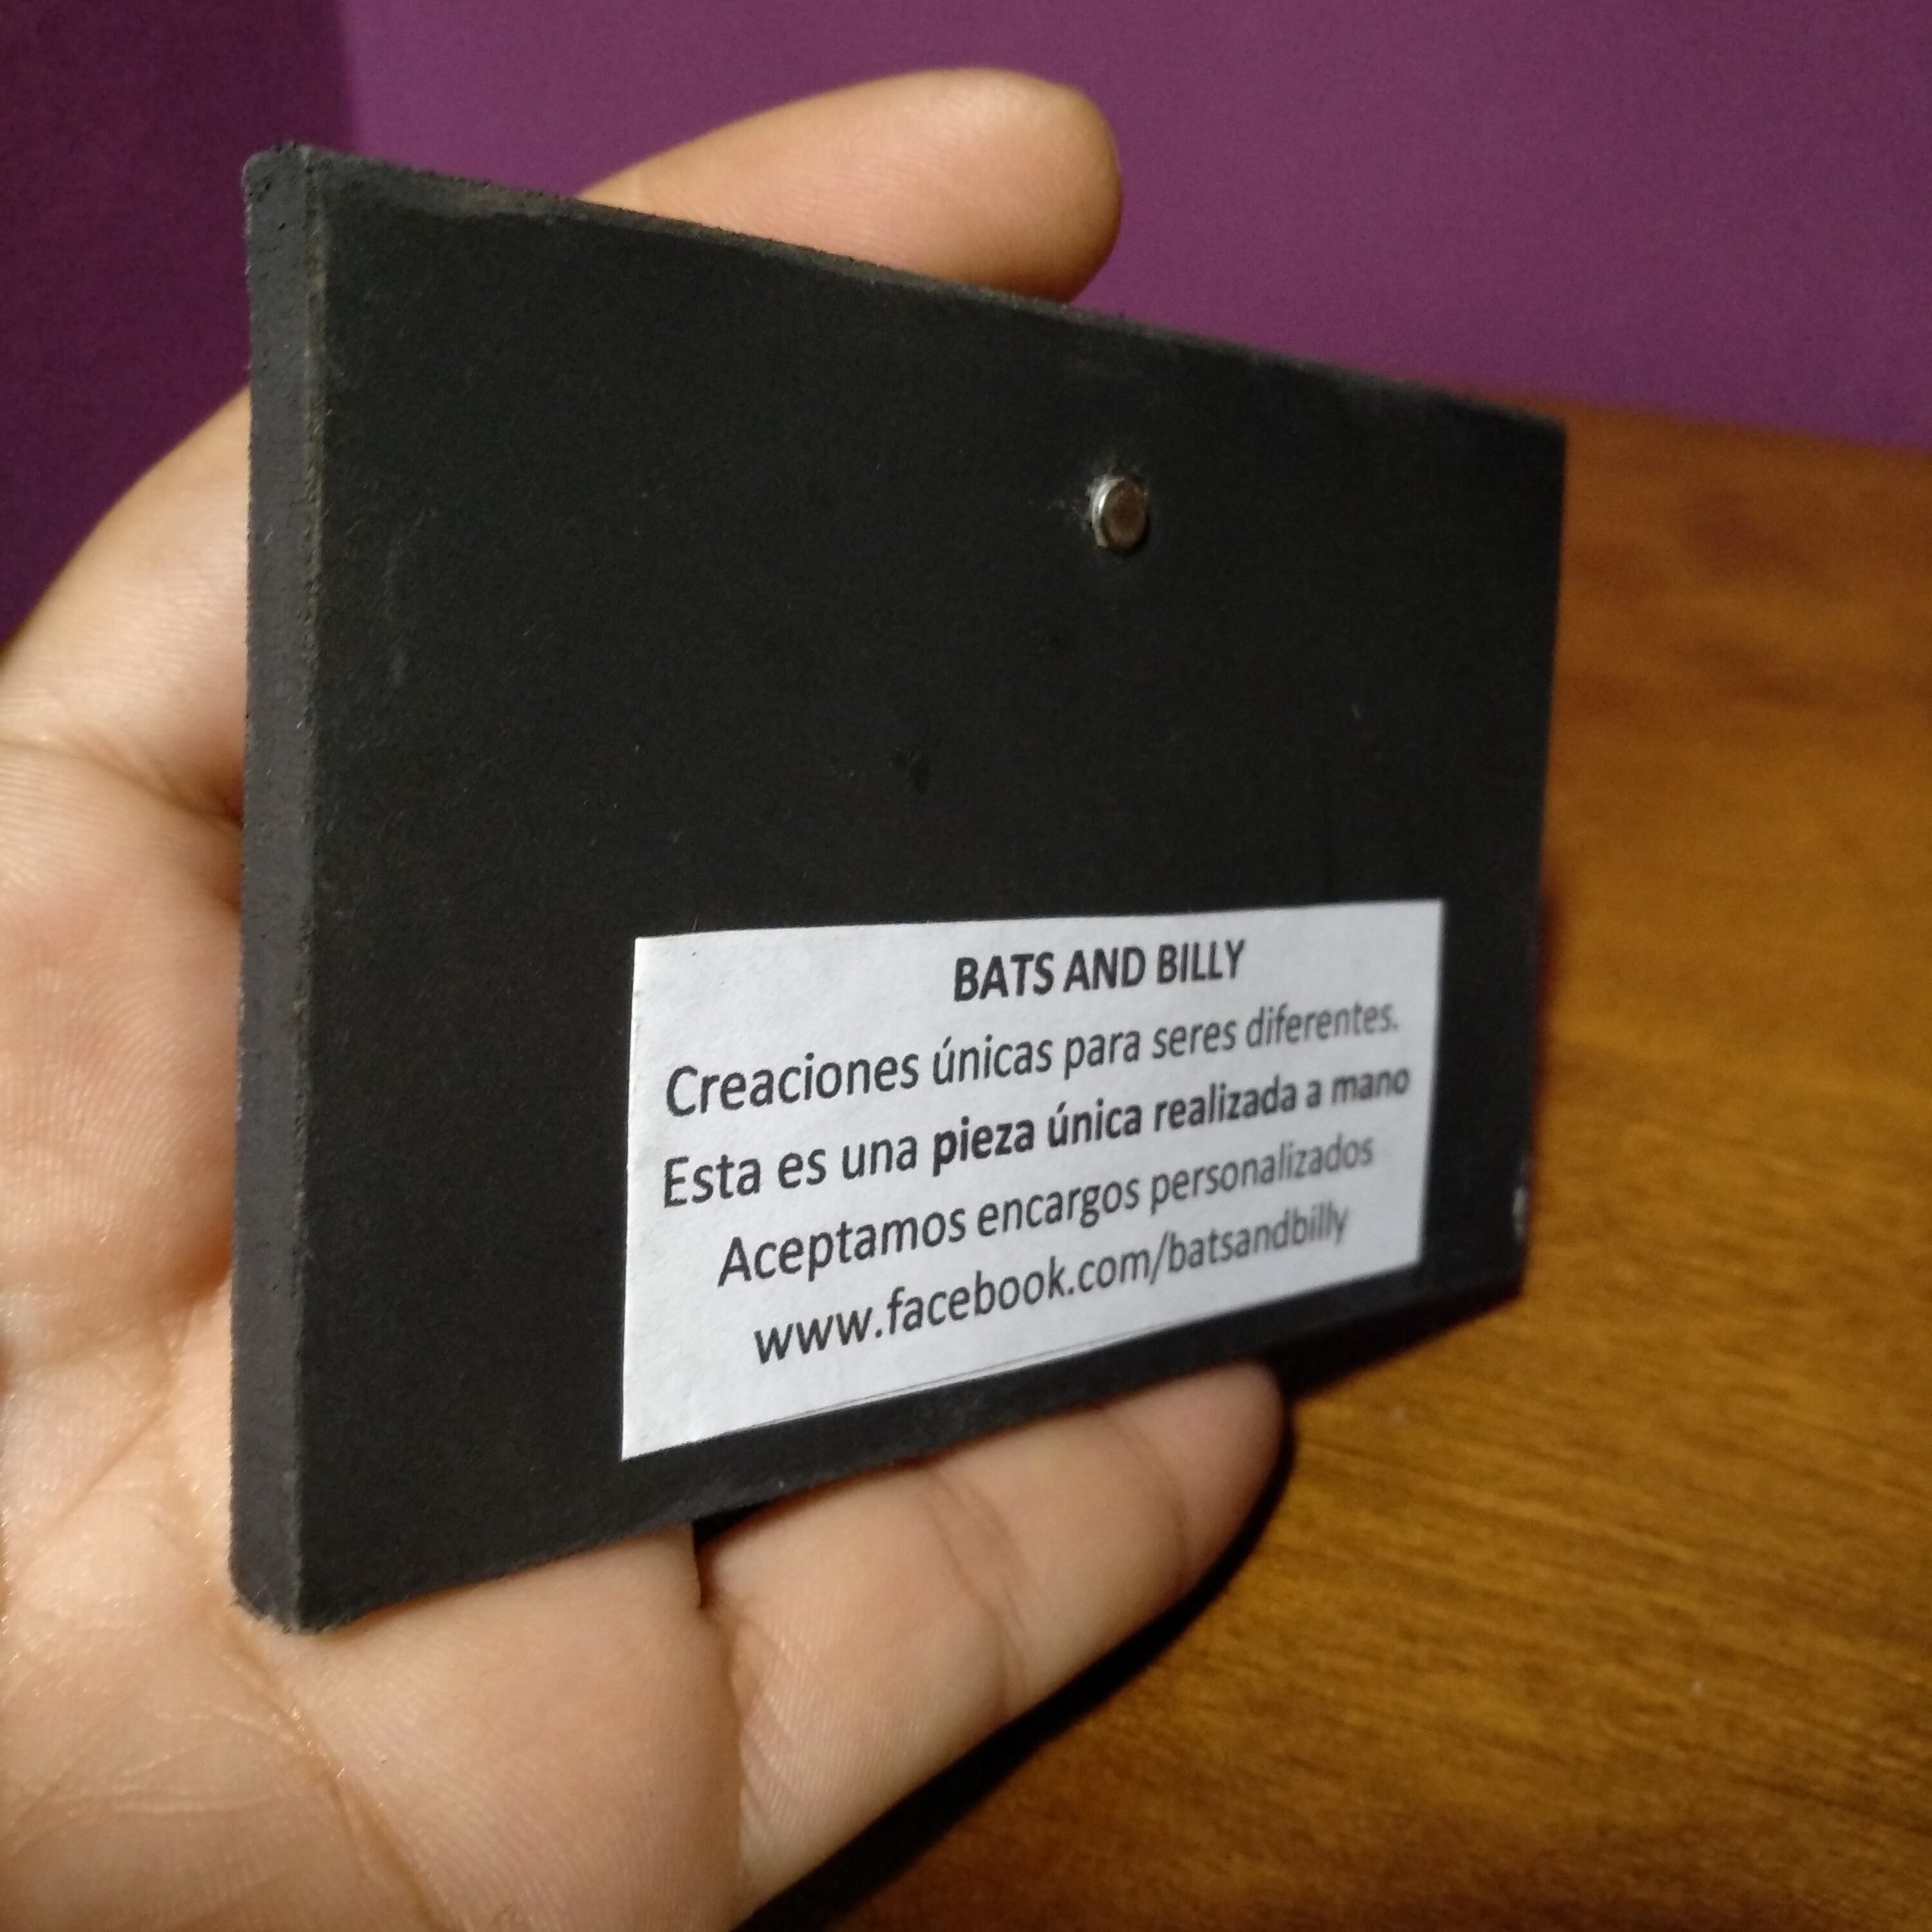 BATS AND BILLY
Creaciones únicas para seres diferentes.
Esta es una pieza única realizada a mano
Aceptamos encargos personalizados
www.facebook.com/batsandbilly